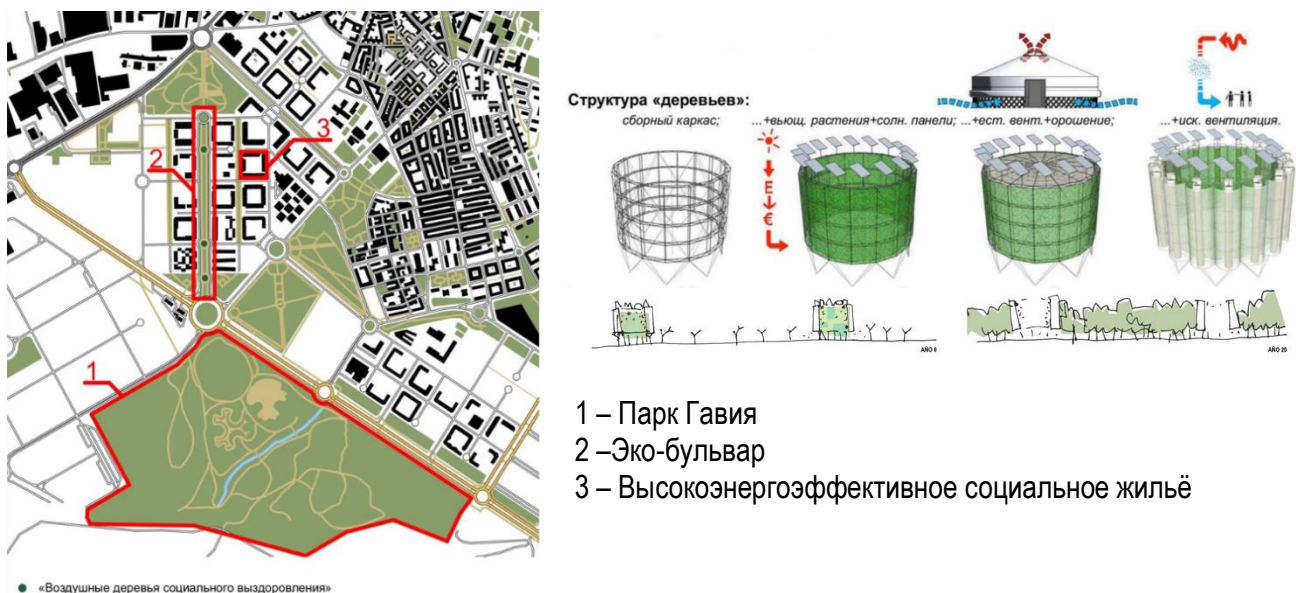 1
2
3
«Воздушные деревья социального выздоровления»
Структура «деревьев»:
сборный каркас;
...+вьющ. растения+солн. панели;
...+ест. вент.+орошение;
...+иск. вентиляция.
E
€
AÑO 0
AÑO 20
1 – Парк Гавия
2 –Эко-бульвар
3 – Высокоэнергоэффективное социальное жильё